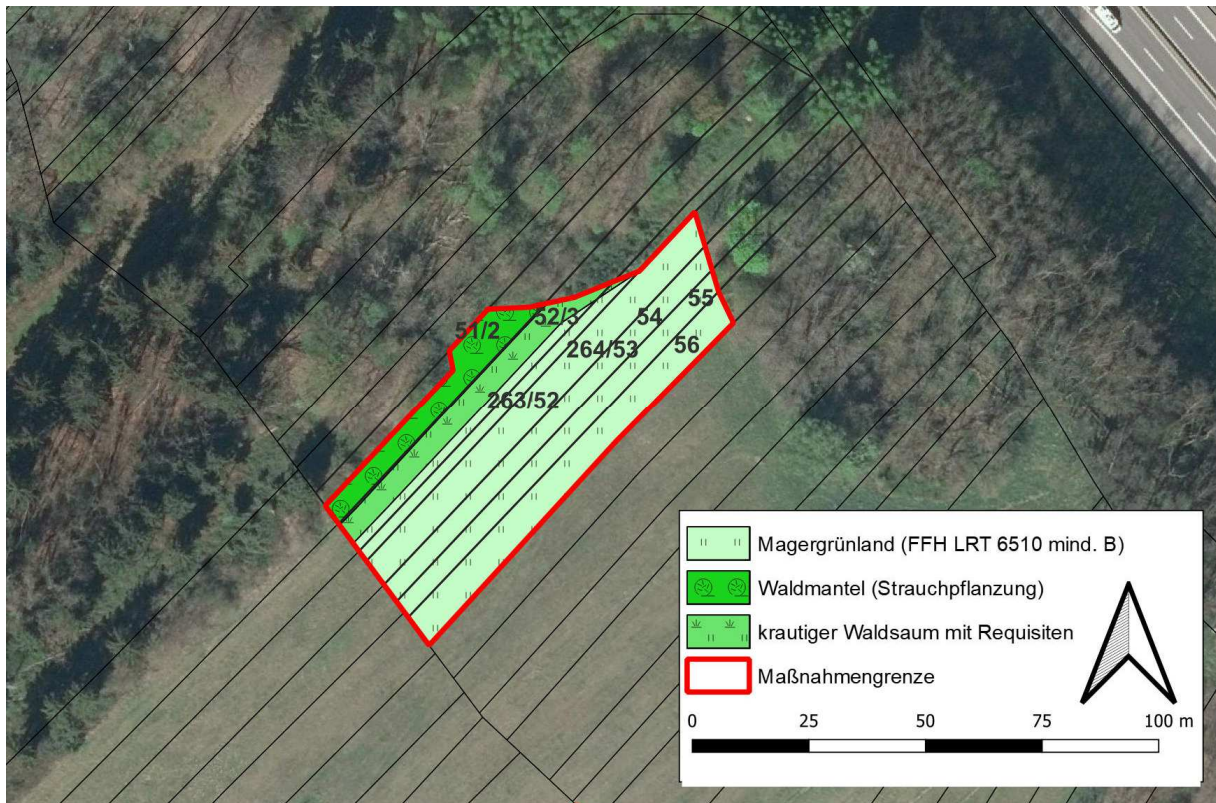 55
52/3
54
51/2
56
264/53
263/52
Magergrünland (FFH LRT 6510 mind. B)
Waldmantel (Strauchpflanzung)
krautiger Waldsaum mit Requisiten
Maßnahmengrenze
0 25 50 75 100 m